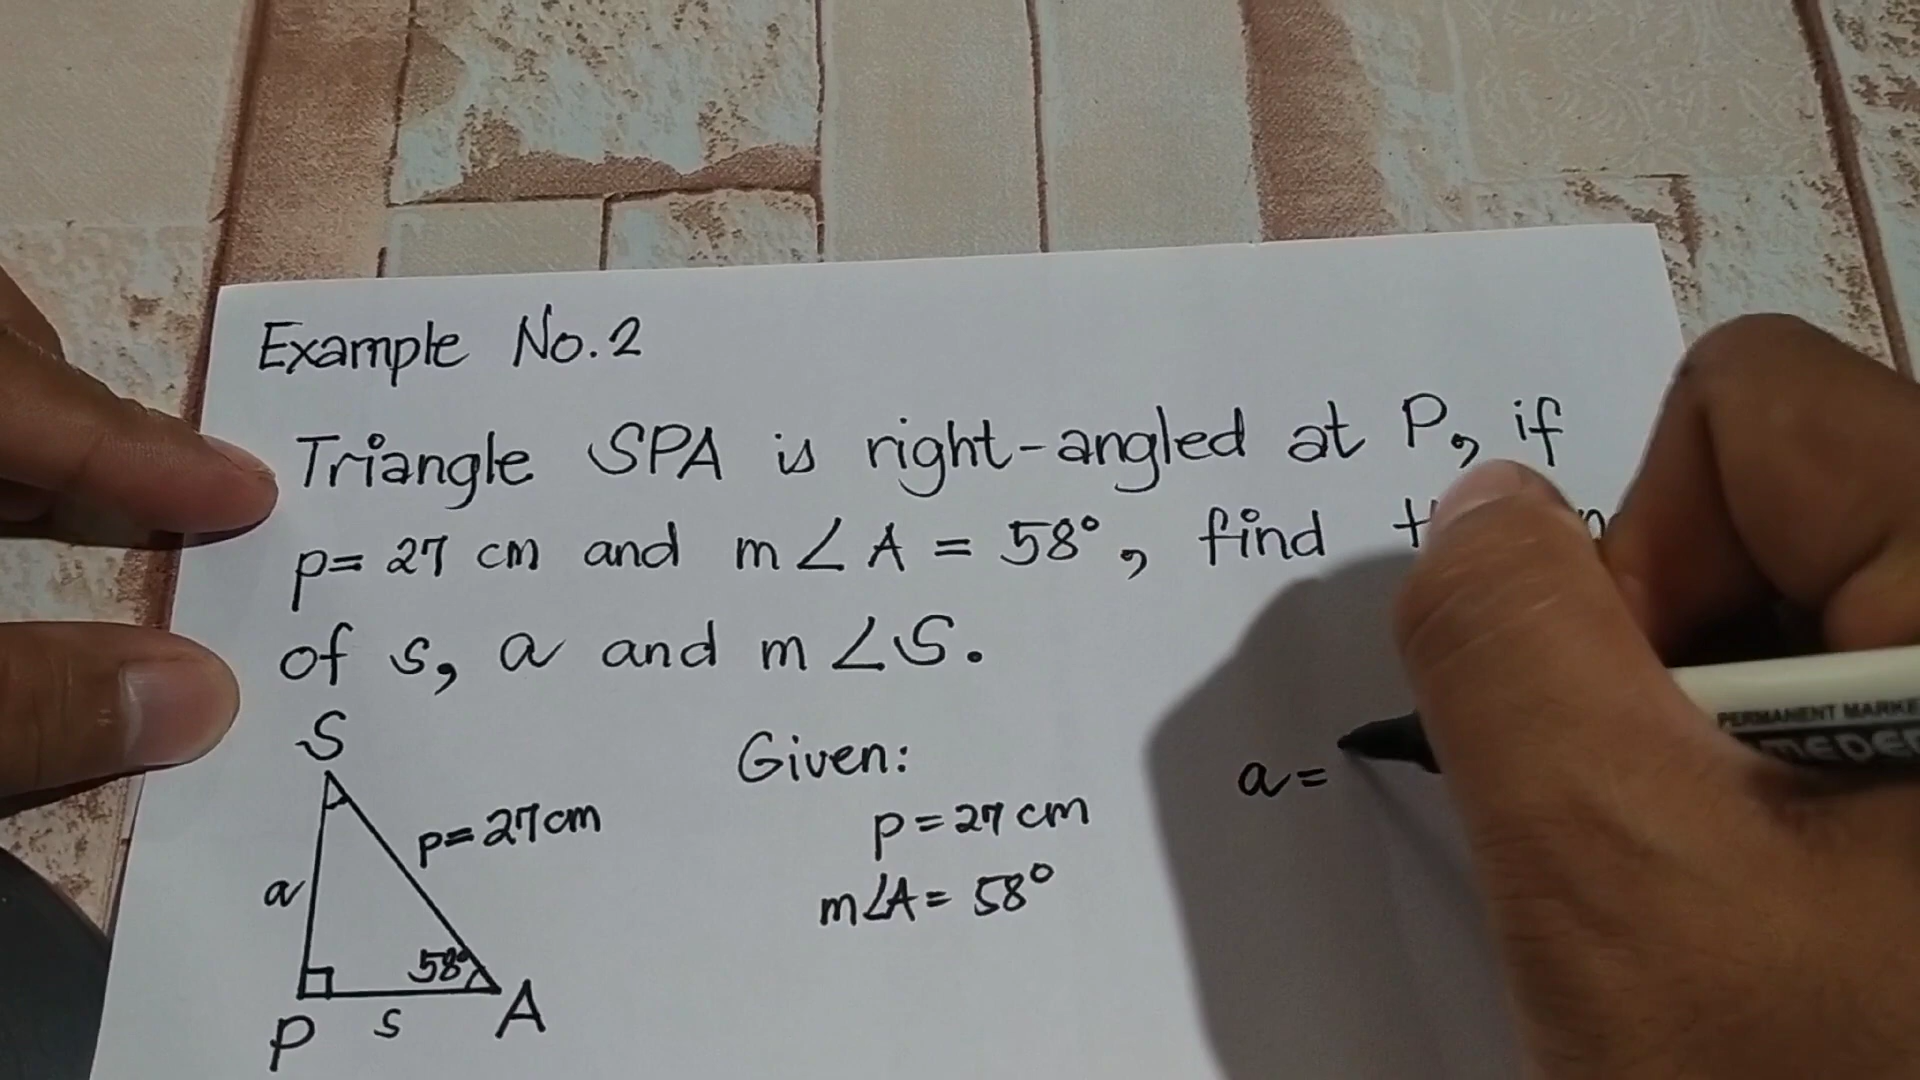 Example No.2
Triangle SPA is right-angled at P, if
p= 27 cm and m∠A = 58°, find
of s, a and m∠S.
S
Given:
a=
p=27cm
p=27 cm
a
m∠A= 58°
58°
P
s
A
PERMANENT MARKE